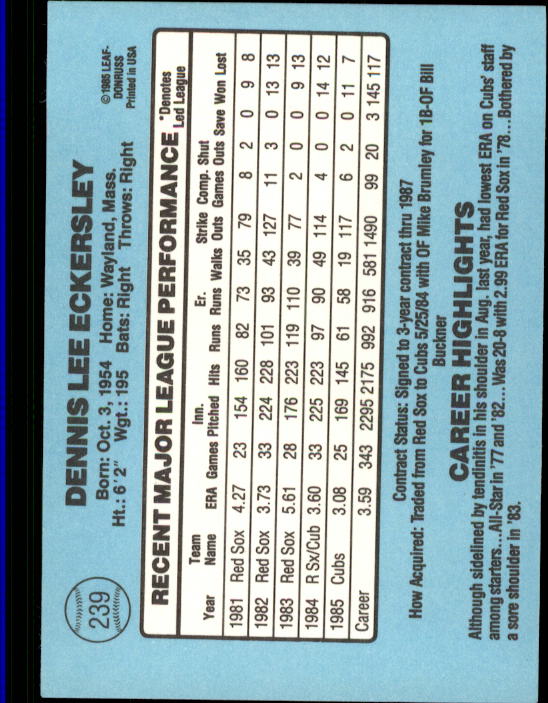 239
DENNIS LEE ECKERSLEY
©1985 LEAF-
DONRUSS
Printed in USA
Born: Oct. 3, 1954 Home: Wayland, Mass.
Ht.: 6'2" Wgt.: 195 Bats: Right Throws: Right
RECENT MAJOR LEAGUE PERFORMANCE *Denotes Led League
Team Inn. Er. Strike Comp. Shut
Year Name ERA Games Pitched Hits Runs Runs Walks Outs Games Outs Save Won Lost
1981 Red Sox 4.27 23 154 160 82 73 35 79 8 2 0 9 8
1982 Red Sox 3.73 33 224 228 101 93 43 127 11 3 0 13 13
1983 Red Sox 5.61 28 176 223 119 110 39 77 2 0 0 9 13
1984 R Sx/Cub 3.60 33 225 223 97 90 49 114 4 0 0 14 12
1985 Cubs 3.08 25 169 145 61 58 19 117 6 2 0 11 7
Career 3.59 343 2295 2175 992 916 581 1490 99 20 3 145 117
Contract Status: Signed to 3-year contract thru 1987
How Acquired: Traded from Red Sox to Cubs 5/25/84 with OF Mike Brumley for 1B-OF Bill
Buckner
CAREER HIGHLIGHTS
Although sidelined by tendinitis in his shoulder in Aug. last year, had lowest ERA on Cubs' staff
among starters...All-Star in '77 and '82...Was 20-8 with 2.99 ERA for Red Sox in '78...Bothered by
a sore shoulder in '83.